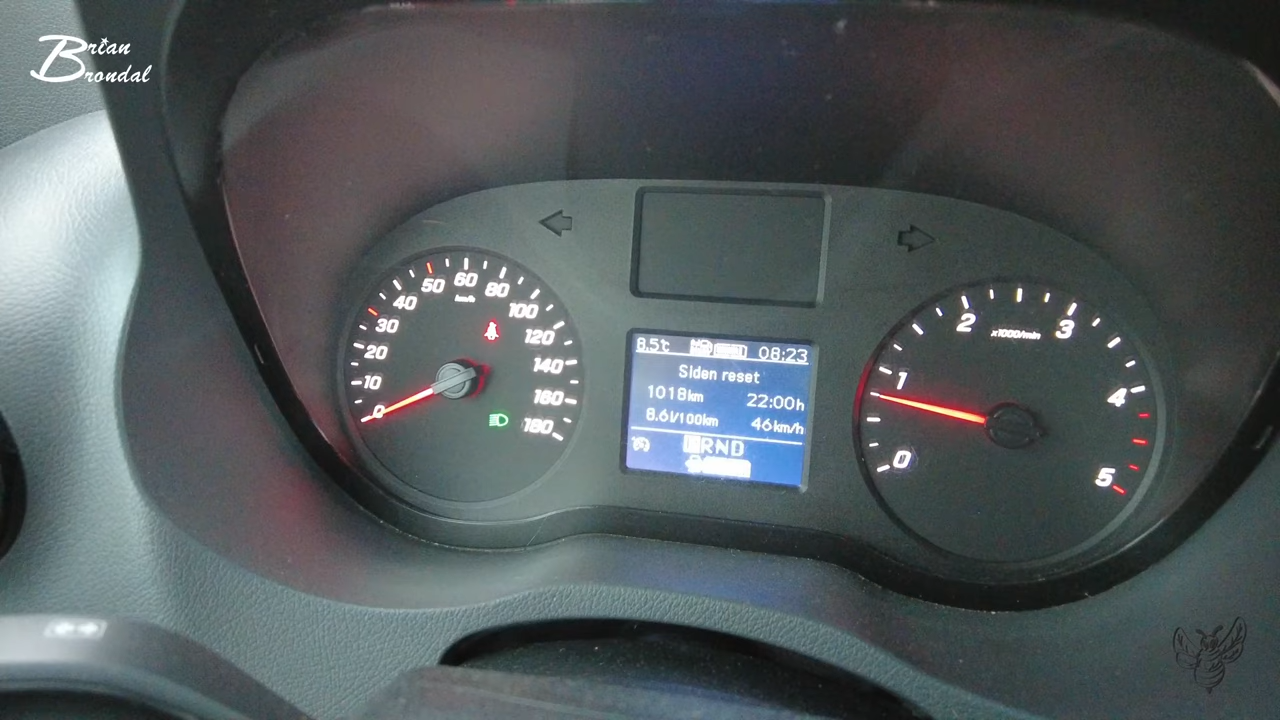 Brian
Brondal
0
10
20
30
40
50
60
80
100
120
140
160
180
km/h
8.5°c
08:23
Siden reset
1018km
22:00h
8.6l/100km
46km/h
PRND
0
1
2
3
4
5
x1000/min